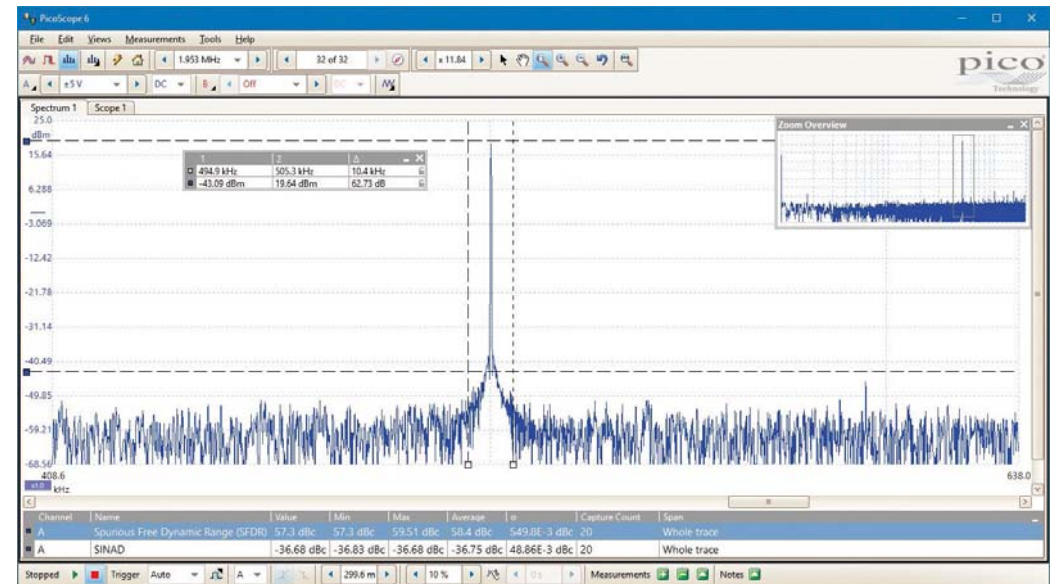 PicoScope 6
File Edit Views Measurements Tools Help
1.953 MHz 32 of 32 x 11.84
pico
Technology
A ±5 V DC B Off DC
Spectrum 1 Scope 1
25.0
dBm
15.64
6.288
-3.069
-12.42
-21.78
-31.14
-40.49
-49.85
-59.21
-68.56
1 2 Δ
494.9 kHz 505.3 kHz 10.4 kHz
-43.09 dBm 19.64 dBm 62.73 dB
Zoom Overview
408.6 638.0
x1.0 kHz
Channel Name Value Min Max Average σ Capture Count Span
A Spurious Free Dynamic Range (SFDR) 57.3 dBc 57.3 dBc 59.51 dBc 58.4 dBc 549.8E-3 dBc 20 Whole trace
A SINAD -36.68 dBc -36.83 dBc -36.68 dBc -36.75 dBc 48.86E-3 dBc 20 Whole trace
Stopped Trigger Auto A 299.6 m 10 % 0 s Measurements Notes